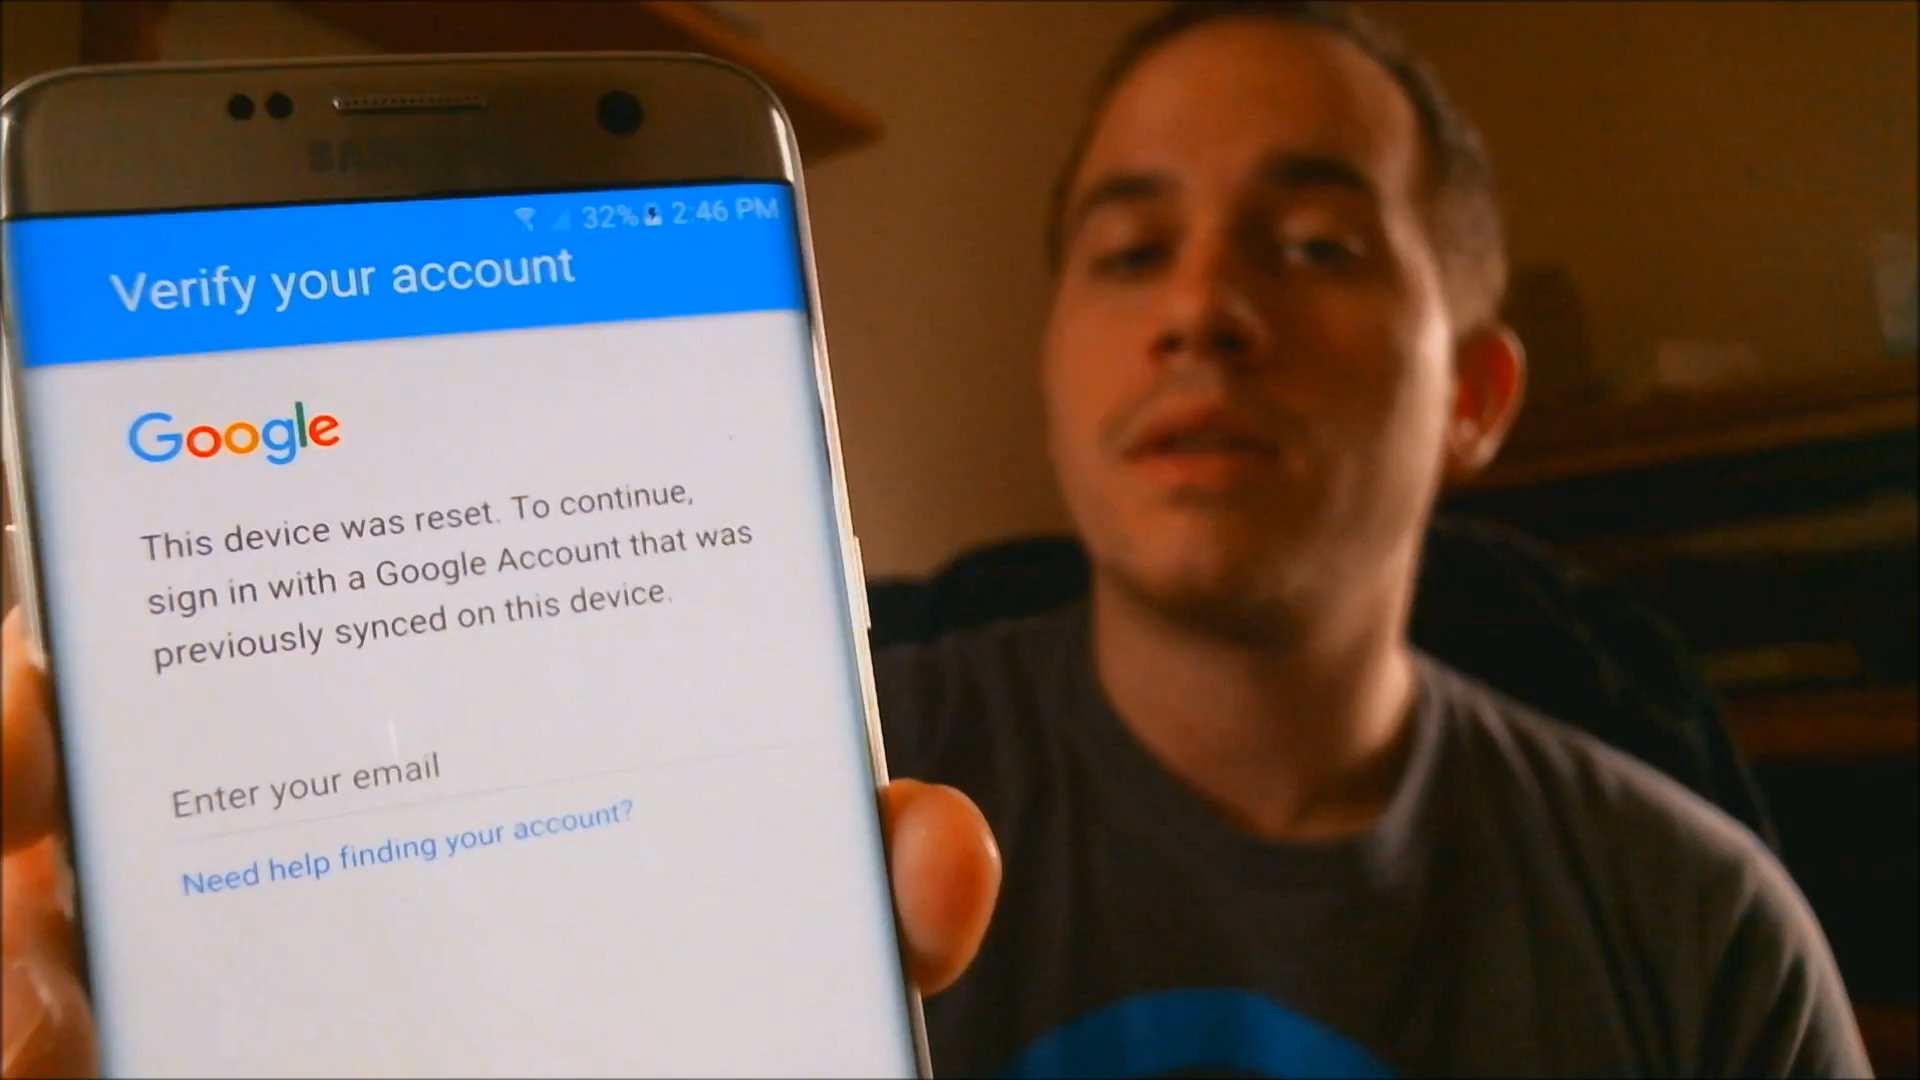 SAMSUNG
32% 2:46 PM
Verify your account
Google
This device was reset. To continue,
sign in with a Google Account that was
previously synced on this device.
Enter your email
Need help finding your account?